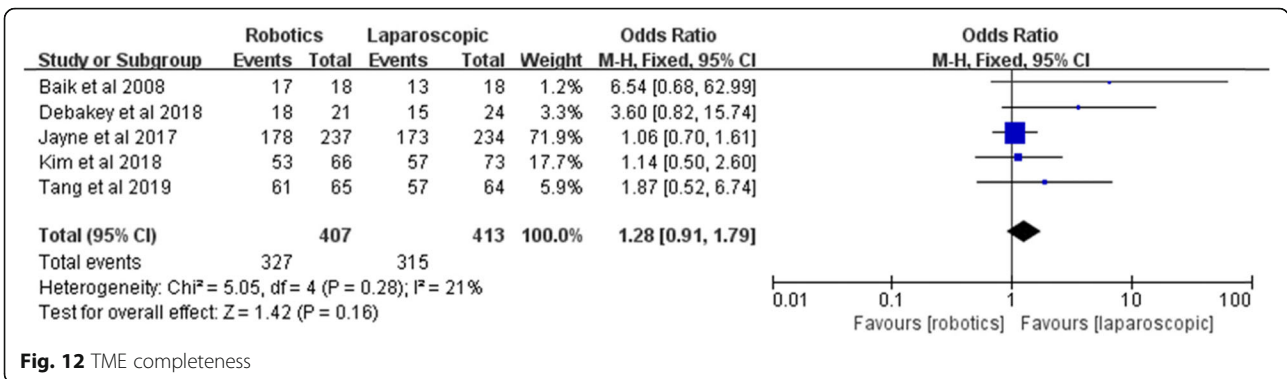 Robotics Laparoscopic Odds Ratio Odds Ratio
Study or Subgroup Events Total Events Total Weight M-H, Fixed, 95% CI M-H, Fixed, 95% CI
Baik et al 2008 17 18 13 18 1.2% 6.54 [0.68, 62.99]
Debakey et al 2018 18 21 15 24 3.3% 3.60 [0.82, 15.74]
Jayne et al 2017 178 237 173 234 71.9% 1.06 [0.70, 1.61]
Kim et al 2018 53 66 57 73 17.7% 1.14 [0.50, 2.60]
Tang et al 2019 61 65 57 64 5.9% 1.87 [0.52, 6.74]
Total (95% CI) 407 413 100.0% 1.28 [0.91, 1.79]
Total events 327 315
Heterogeneity: Chi² = 5.05, df = 4 (P = 0.28); I² = 21%
Test for overall effect: Z = 1.42 (P = 0.16)
0.01 0.1 1 10 100
Favours [robotics] Favours [laparoscopic]
Fig. 12 TME completeness